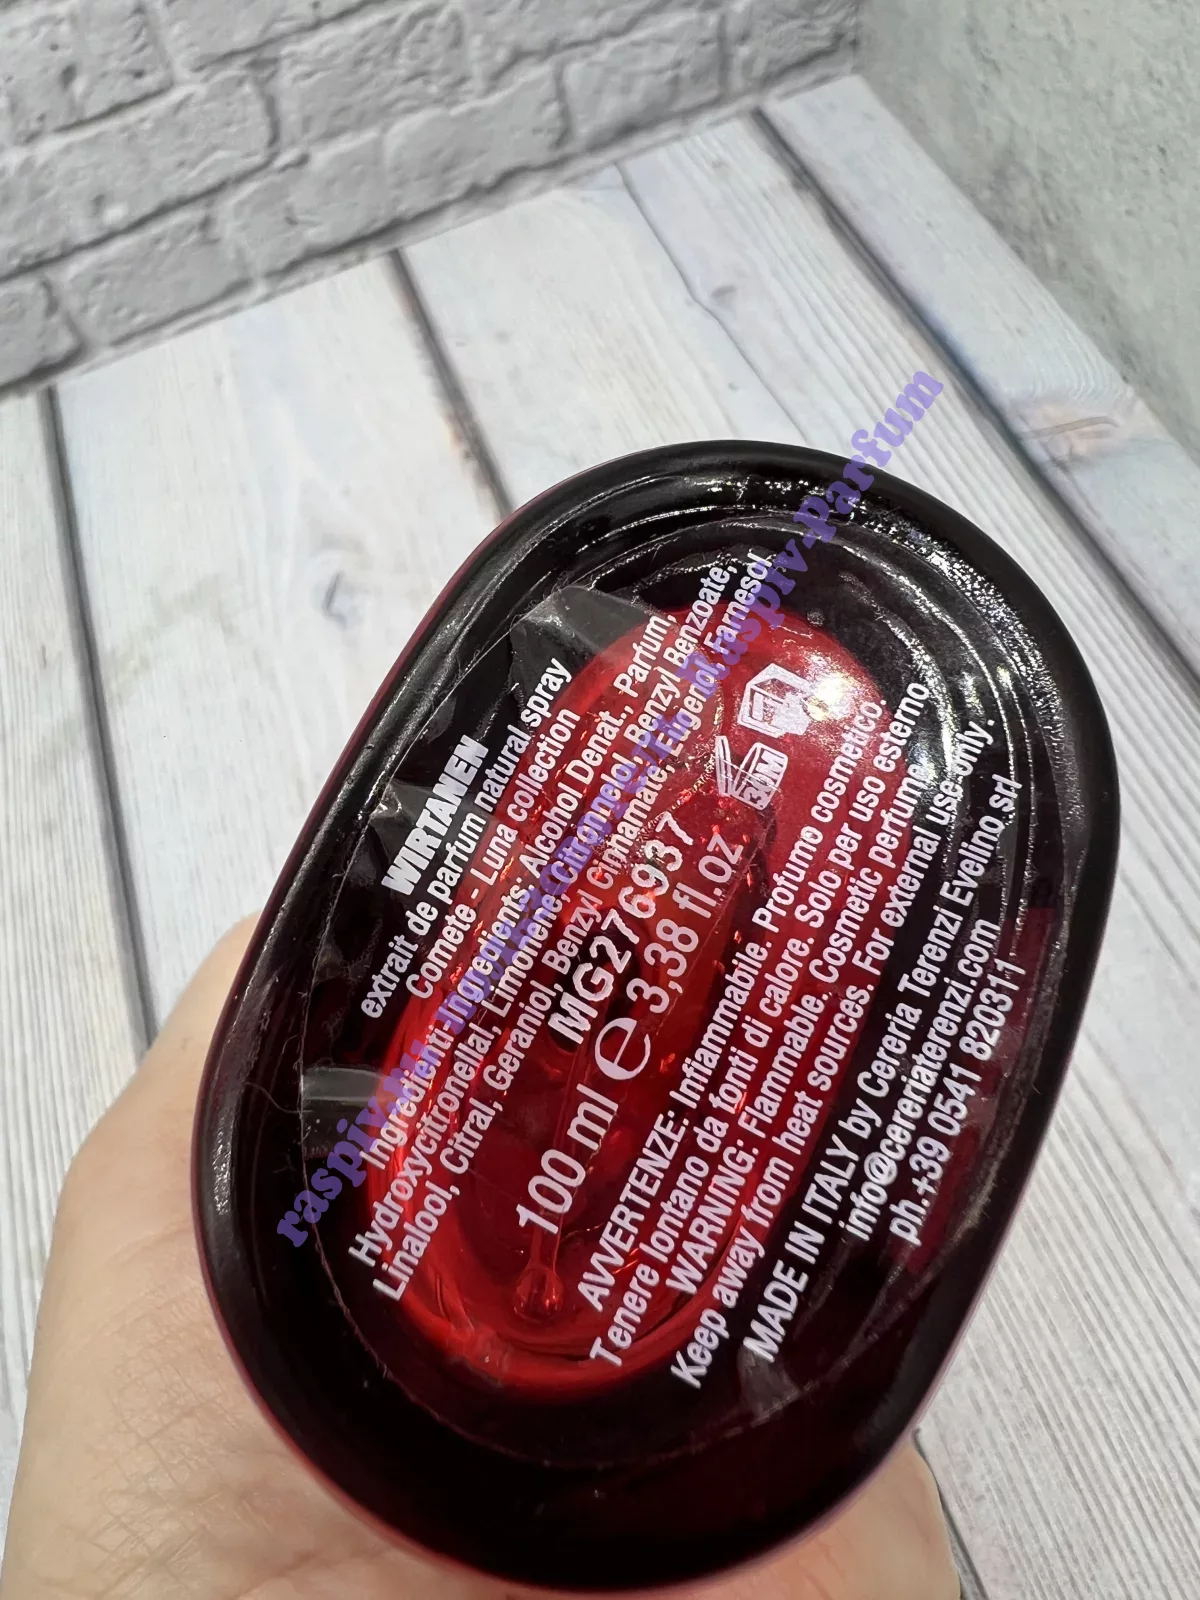 WIRTANEN
extrait de parfum natural spray
Comete - Luna collection
Ingredienti-Ingredients: Alcohol Denat., Parfum,
Hydroxycitronellal, Limonene, Citronnelo, Benzyl Benzoate,
Linalool, Citral, Geraniol, Benzyl Cinnamate, Eugenol, Farnesol
MG276937
30M
100 ml e 3,38 fl.oz
AVVERTENZE: Infiammabile. Profumo cosmetico.
Tenere lontano da fonti di calore. Solo per uso esterno.
WARNING: Flammable. Cosmetic perfume.
Keep away from heat sources. For external use only.
MADE IN ITALY by Cereria Terenzi Evelino srl
info@cereriaterenzi.com
ph.+39 0541 820311